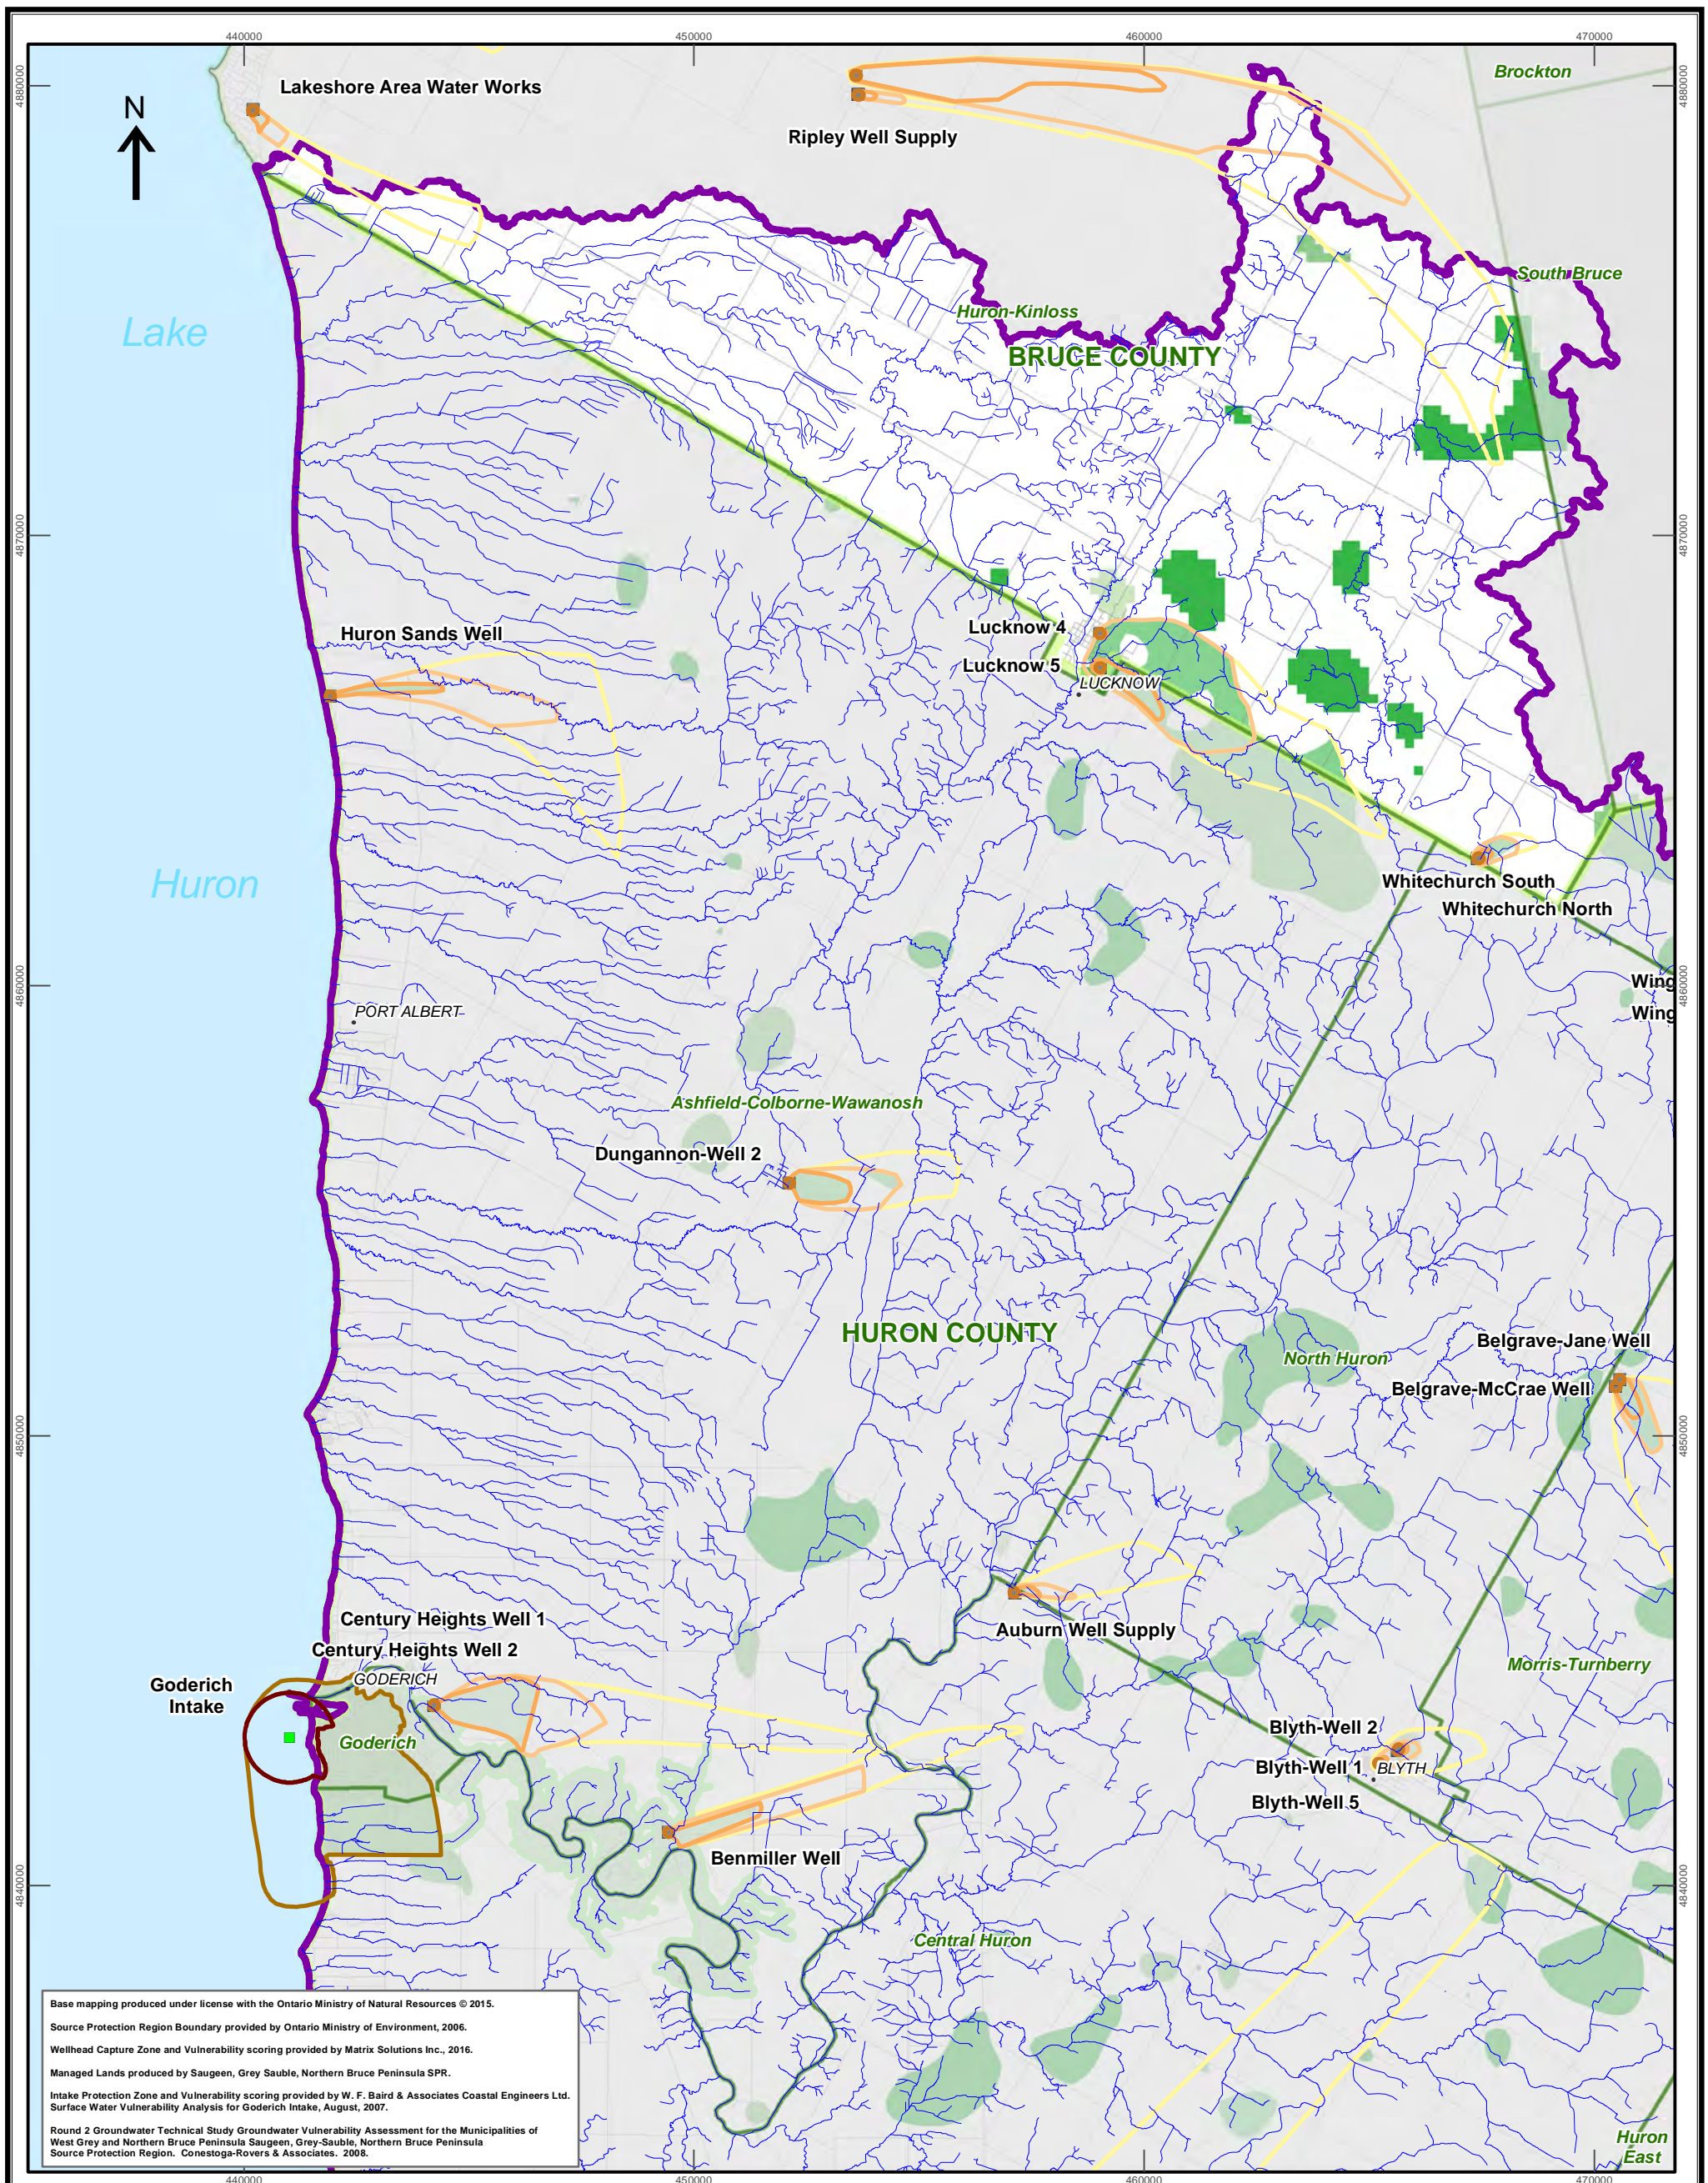 440000
450000
460000
470000
4880000
4880000
N
Lakeshore Area Water Works
Ripley Well Supply
Brockton
South Bruce
Lake
Huron-Kinloss
BRUCE COUNTY
4870000
4870000
Huron Sands Well
Lucknow 4
Lucknow 5
LUCKNOW
Huron
Whitechurch South
Whitechurch North
4860000
4860000
Wing
Wing
PORT ALBERT
Ashfield-Colborne-Wawanosh
Dungannon-Well 2
HURON COUNTY
North Huron
Belgrave-Jane Well
Belgrave-McCrae Well
4850000
4850000
Century Heights Well 1
Century Heights Well 2
GODERICH
Goderich
Intake
Goderich
Auburn Well Supply
Morris-Turnberry
Blyth-Well 2
Blyth-Well 1
BLYTH
Blyth-Well 5
Benmiller Well
4840000
4840000
Central Huron
Huron
East
Base mapping produced under license with the Ontario Ministry of Natural Resources © 2015.
Source Protection Region Boundary provided by Ontario Ministry of Environment, 2006.
Wellhead Capture Zone and Vulnerability scoring provided by Matrix Solutions Inc., 2016.
Managed Lands produced by Saugeen, Grey Sauble, Northern Bruce Peninsula SPR.
Intake Protection Zone and Vulnerability scoring provided by W. F. Baird & Associates Coastal Engineers Ltd.
Surface Water Vulnerability Analysis for Goderich Intake, August, 2007.
Round 2 Groundwater Technical Study Groundwater Vulnerability Assessment for the Municipalities of
West Grey and Northern Bruce Peninsula Saugeen, Grey-Sauble, Northern Bruce Peninsula
Source Protection Region.  Conestoga-Rovers & Associates.  2008.
440000
450000
460000
470000